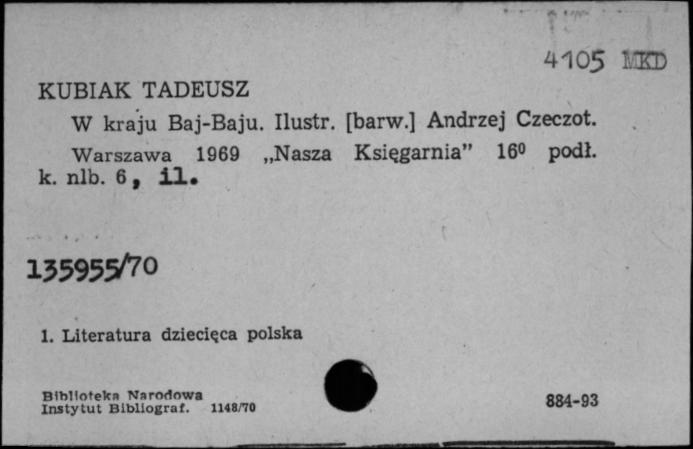 4105 MKD
KUBIAK TADEUSZ
W kraju Baj-Baju. Ilustr. [barw.] Andrzej Czeczot.
Warszawa 1969 „Nasza Księgarnia” 16⁰ podł.
k. nlb. 6, il.
135955/70
1. Literatura dziecięca polska
Biblioteka Narodowa
Instytut Bibliograf. 1148/70
884-93